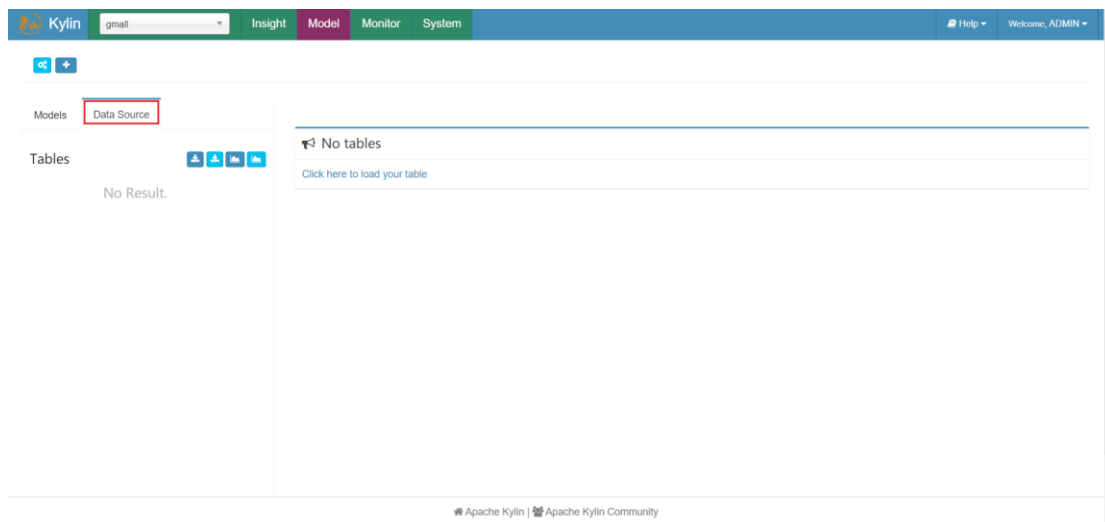 Kylin gmall Insight Model Monitor System Help Welcome, ADMIN
Models Data Source
No tables
Tables
Click here to load your table
No Result.
Apache Kylin | Apache Kylin Community